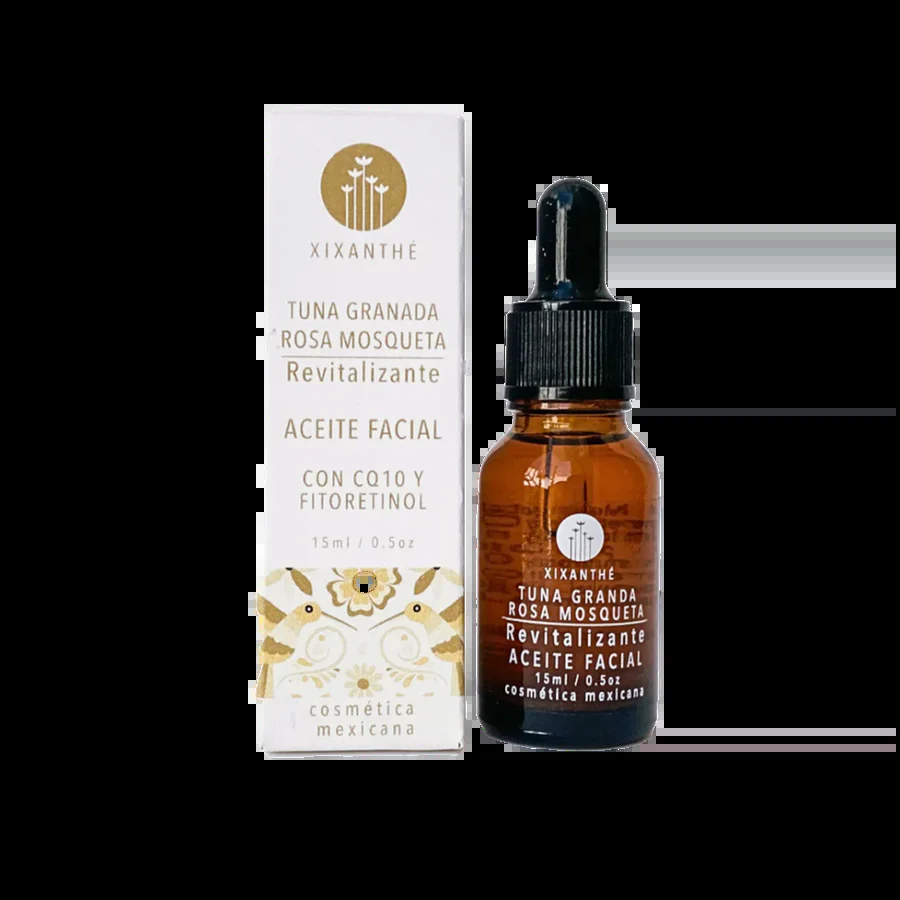 XIXANTHÉ
TUNA GRANADA
ROSA MOSQUETA
Revitalizante
ACEITE FACIAL
CON CQ10 Y
FITORETINOL
15ml / 0.5oz
cosmética
mexicana
XIXANTHÉ
TUNA GRANDA
ROSA MOSQUETA
Revitalizante
ACEITE FACIAL
15ml / 0.5oz
cosmética mexicana